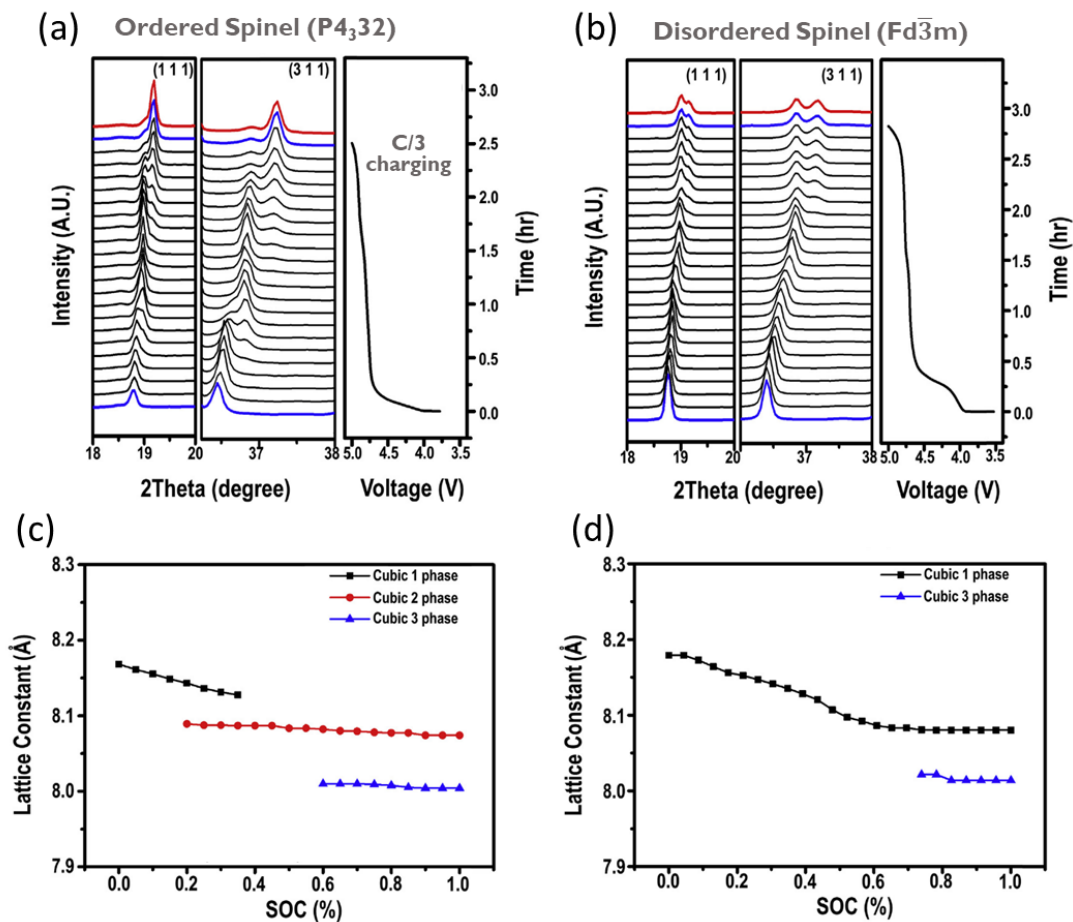 (a)
Ordered Spinel (P4₃32)
(1 1 1)
(3 1 1)
C/3
charging
Intensity (A.U.)
3.0
2.5
2.0
1.5
1.0
0.5
0.0
Time (hr)
18 19 20
37 38
5.0 4.5 4.0 3.5
2Theta (degree)
Voltage (V)
(b)
Disordered Spinel (Fd3̅m)
(1 1 1)
(3 1 1)
Intensity (A.U.)
3.0
2.5
2.0
1.5
1.0
0.5
0.0
Time (hr)
18 19 20
37 38
5.0 4.5 4.0 3.5
2Theta (degree)
Voltage (V)
(c)
Cubic 1 phase
Cubic 2 phase
Cubic 3 phase
Lattice Constant (Å)
8.3
8.2
8.1
8.0
7.9
0.0 0.2 0.4 0.6 0.8 1.0
SOC (%)
(d)
Cubic 1 phase
Cubic 3 phase
Lattice Constant (Å)
8.3
8.2
8.1
8.0
7.9
0.0 0.2 0.4 0.6 0.8 1.0
SOC (%)